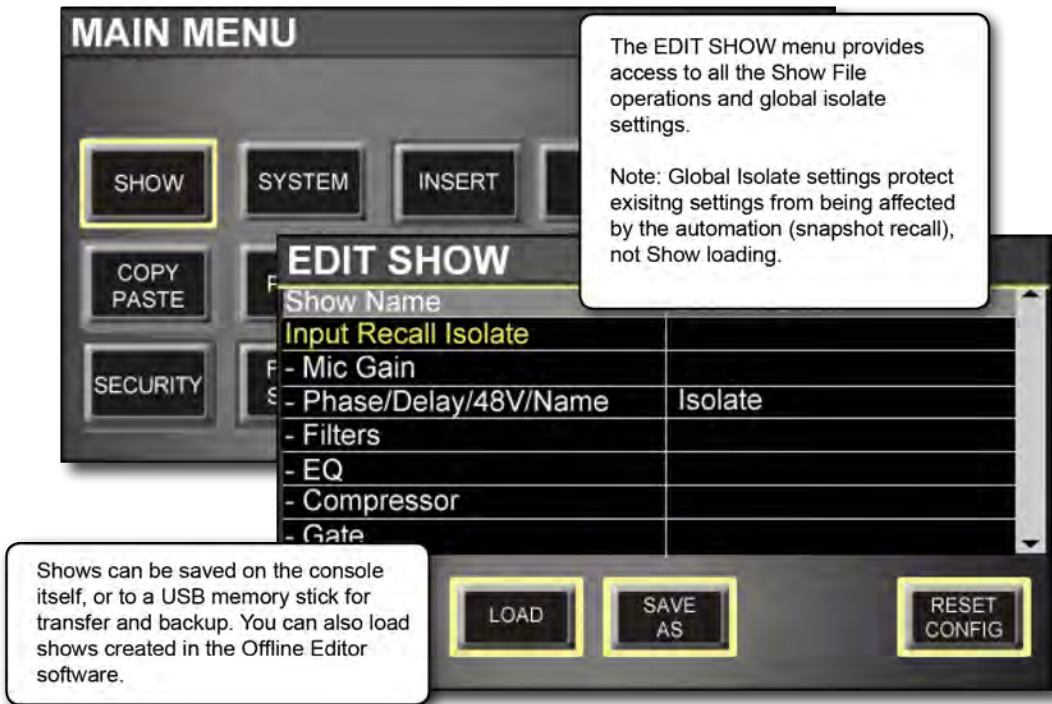 MAIN MENU
The EDIT SHOW menu provides
access to all the Show File
operations and global isolate
settings.
Note: Global Isolate settings protect
exisitng settings from being affected
by the automation (snapshot recall),
not Show loading.
SHOW
SYSTEM
INSERT
COPY
PASTE
EDIT SHOW
Show Name
Input Recall Isolate
- Mic Gain
SECURITY
- Phase/Delay/48V/Name Isolate
- Filters
- EQ
- Compressor
- Gate
Shows can be saved on the console
itself, or to a USB memory stick for
transfer and backup. You can also load
shows created in the Offline Editor
software.
LOAD
SAVE
AS
RESET
CONFIG